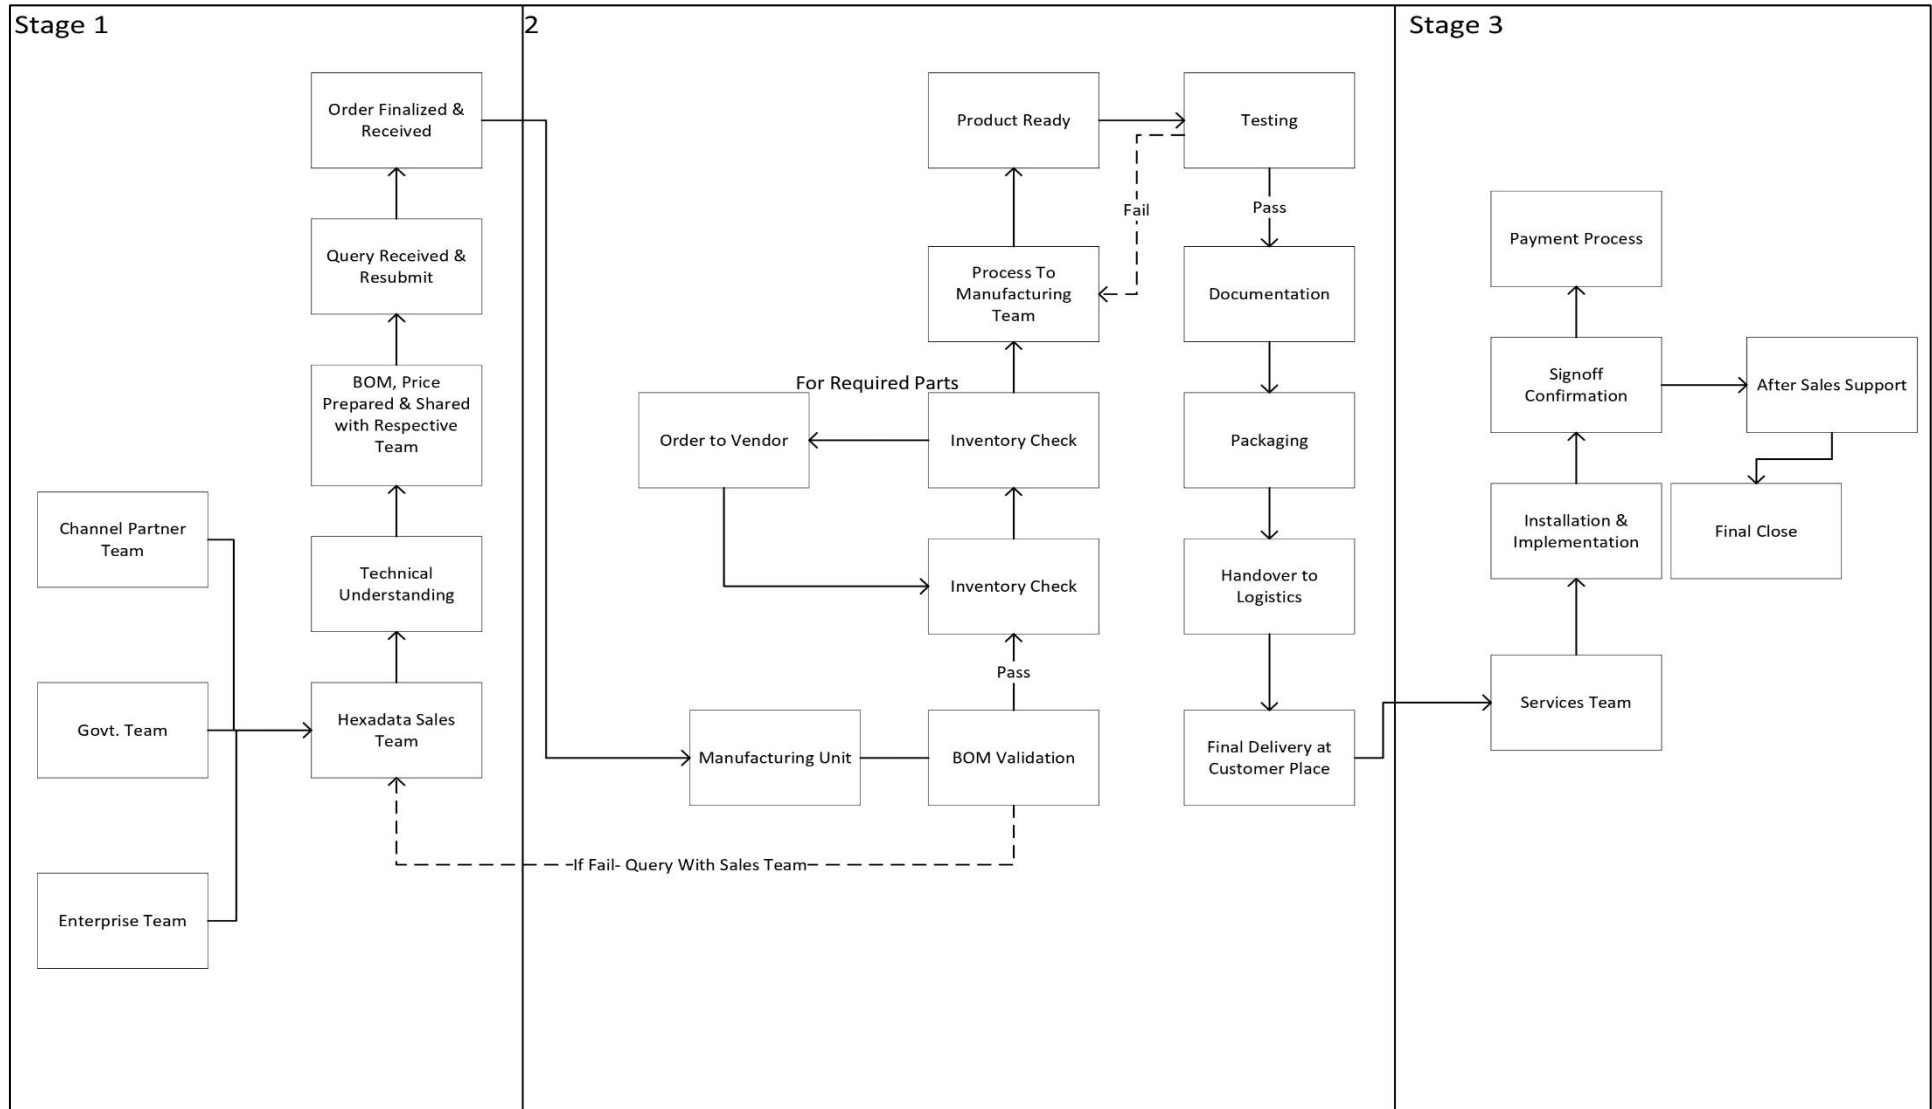 Stage 1
2
Stage 3
Order Finalized &
Received
Query Received &
Resubmit
BOM, Price
Prepared & Shared
with Respective
Team
Technical
Understanding
Hexadata Sales
Team
Channel Partner
Team
Govt. Team
Enterprise Team
Product Ready
Testing
Fail
Pass
Process To
Manufacturing
Team
Documentation
For Required Parts
Order to Vendor
Inventory Check
Packaging
Inventory Check
Handover to
Logistics
Pass
Manufacturing Unit
BOM Validation
Final Delivery at
Customer Place
If Fail- Query With Sales Team
Payment Process
Signoff
Confirmation
After Sales Support
Installation &
Implementation
Final Close
Services Team